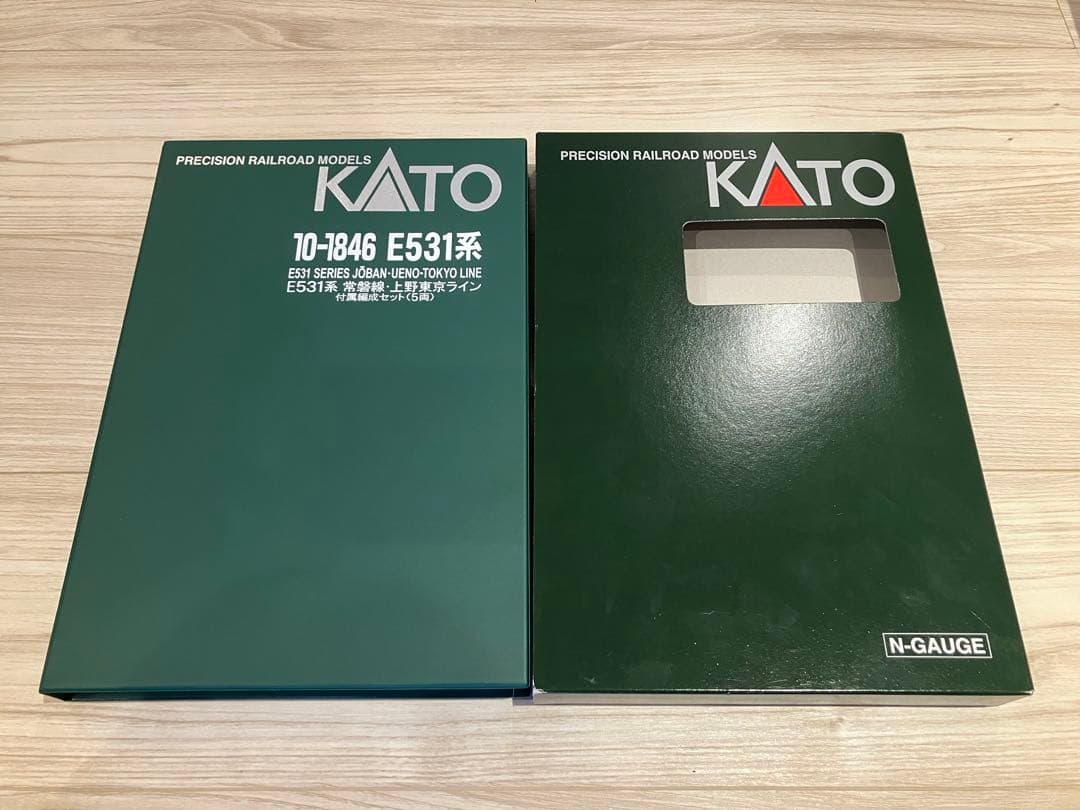 PRECISION RAILROAD MODELS
KATO
10-1846 E531系
E531 SERIES JŌBAN-UENO-TOKYO LINE
E531系 常磐線・上野東京ライン
付属編成セット(5両)
PRECISION RAILROAD MODELS
KATO
N-GAUGE